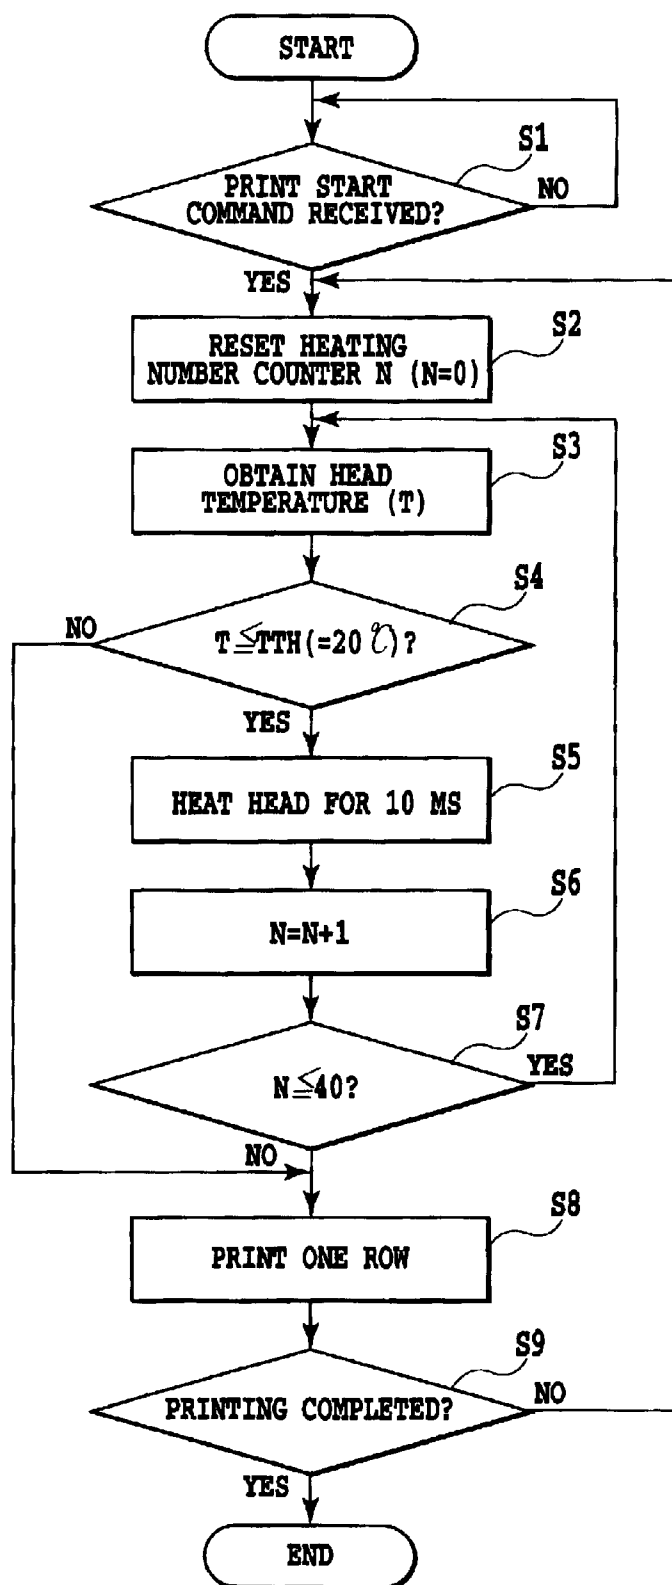 START
S1
PRINT START
COMMAND RECEIVED?
NO
YES
S2
RESET HEATING
NUMBER COUNTER N (N=0)
S3
OBTAIN HEAD
TEMPERATURE (T)
S4
NO
T≦TTH(=20℃)?
YES
S5
HEAT HEAD FOR 10 MS
S6
N=N+1
S7
YES
N≦40?
NO
S8
PRINT ONE ROW
S9
NO
PRINTING COMPLETED?
YES
END